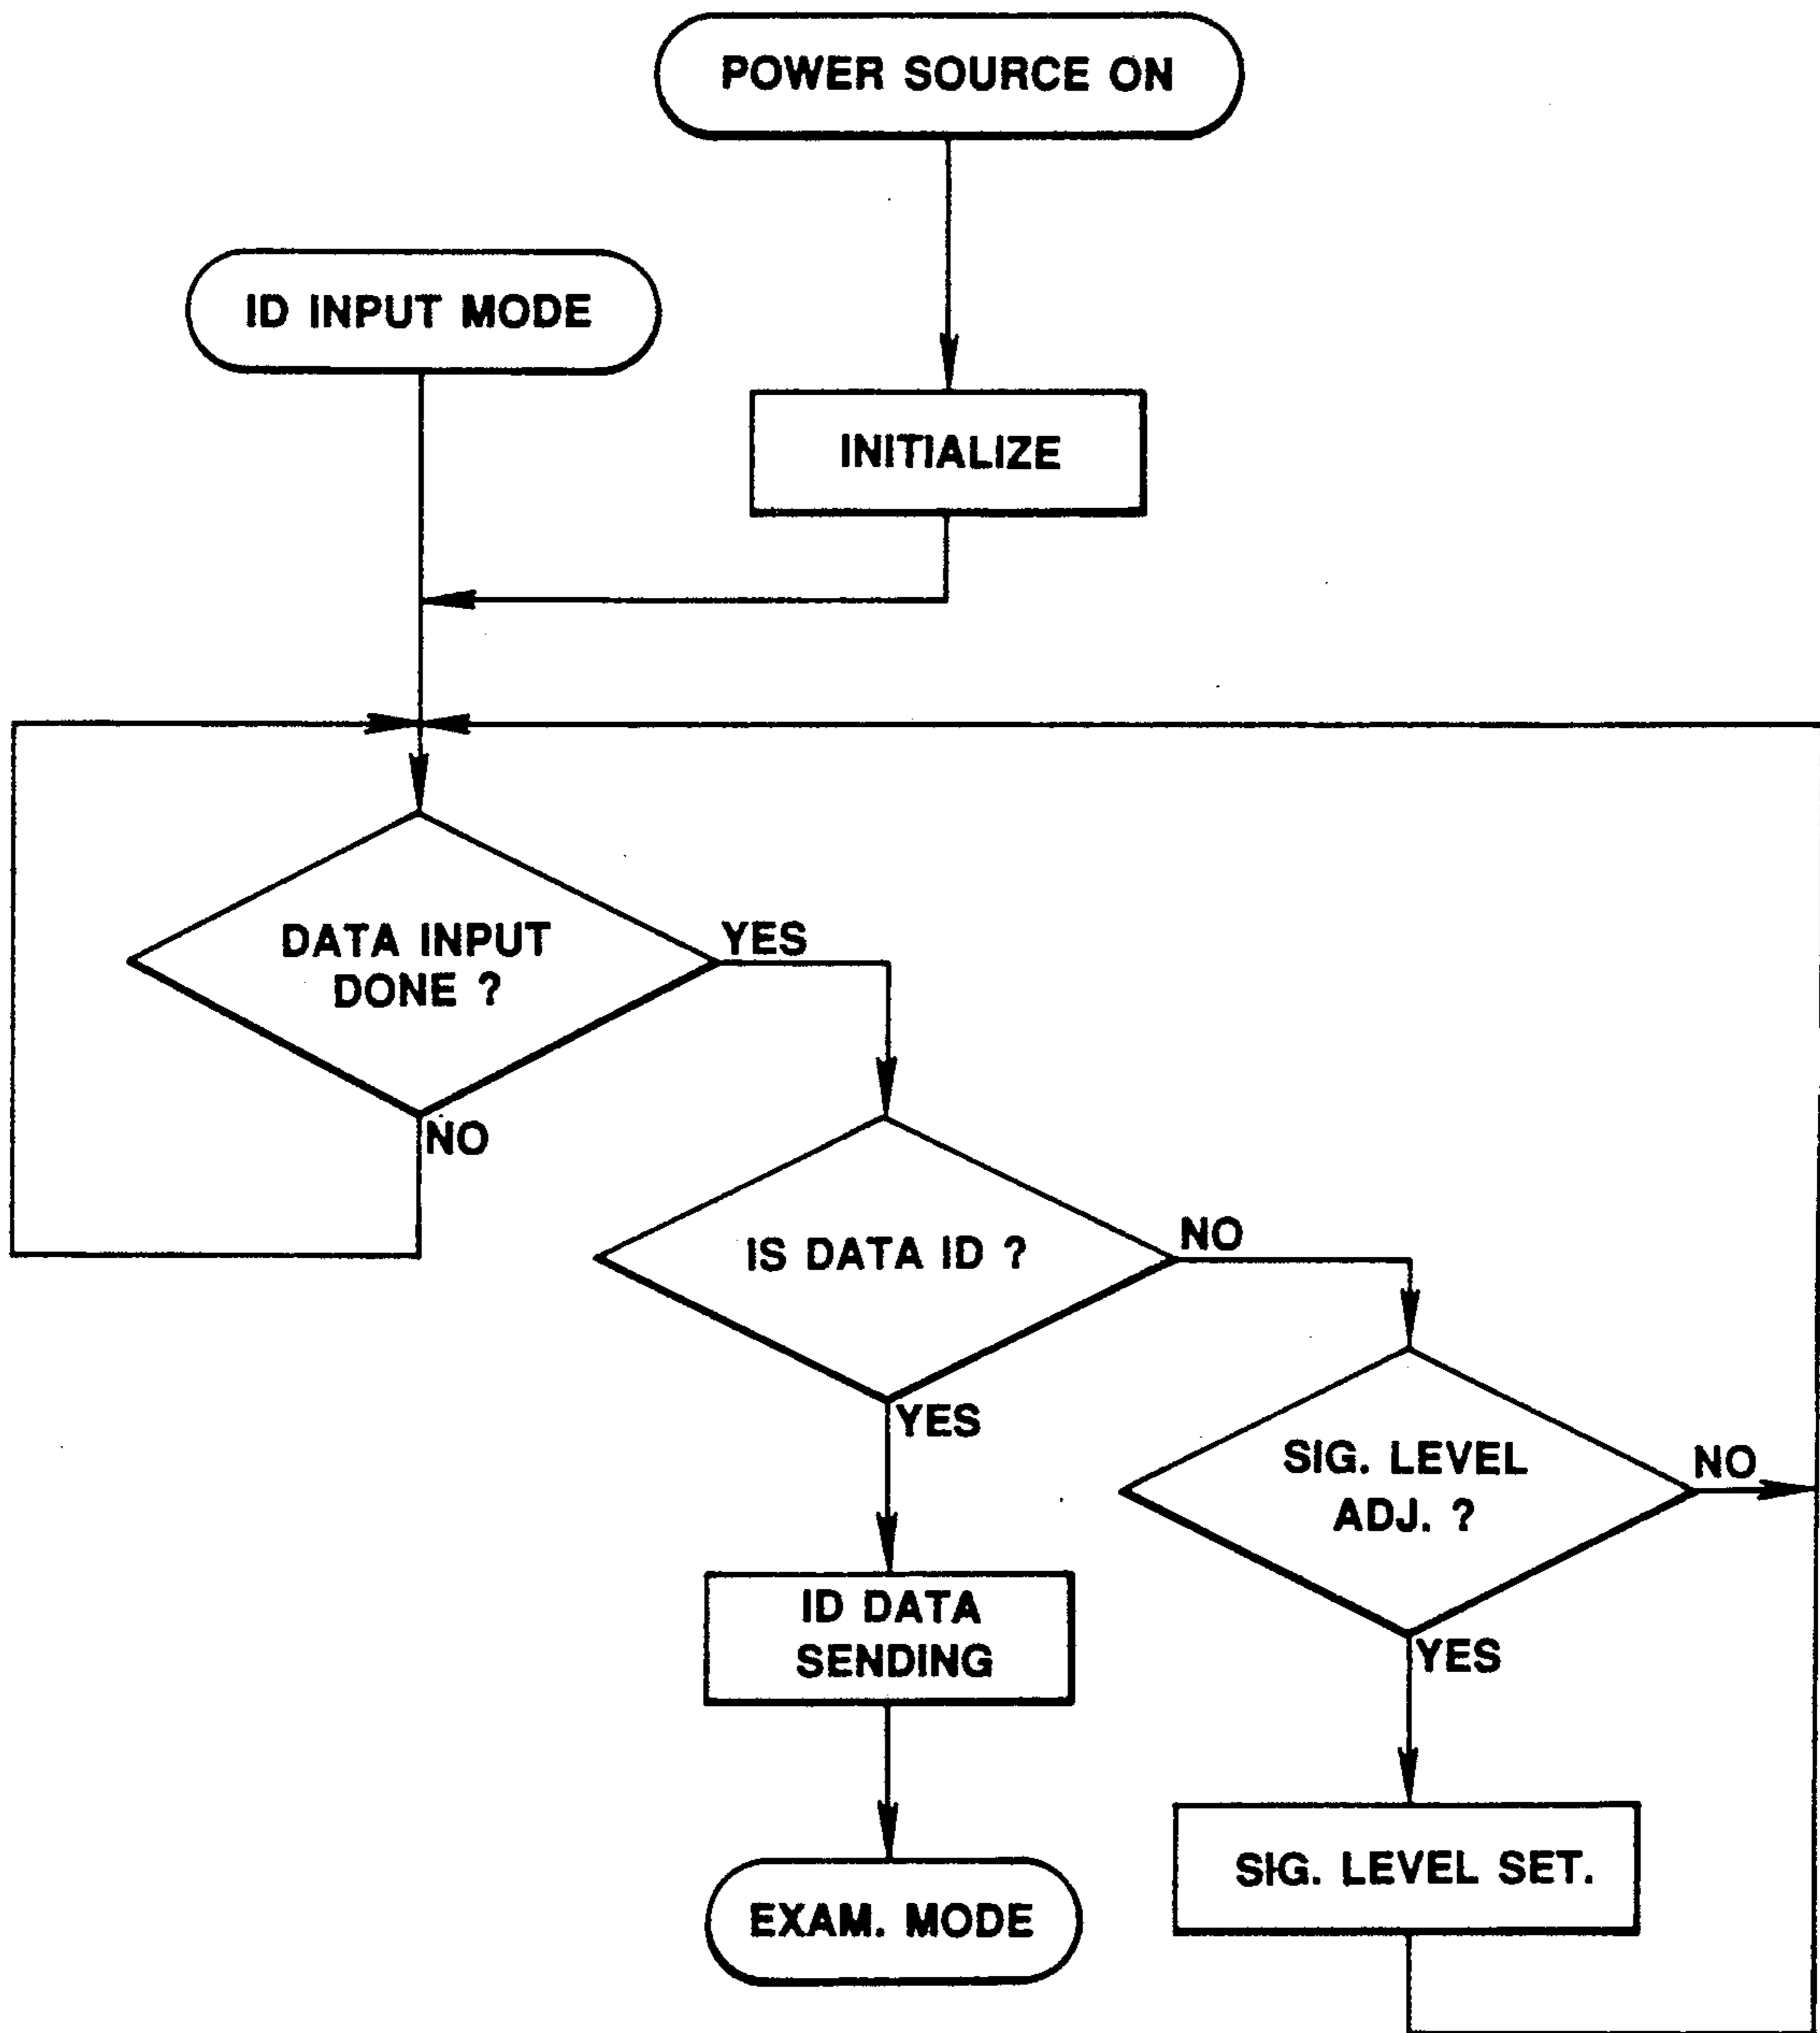 POWER SOURCE ON
ID INPUT MODE
INITIALIZE
DATA INPUT
DONE ?
YES
NO
IS DATA ID ?
NO
YES
SIG. LEVEL
ADJ. ?
NO
YES
ID DATA
SENDING
SIG. LEVEL SET.
EXAM. MODE